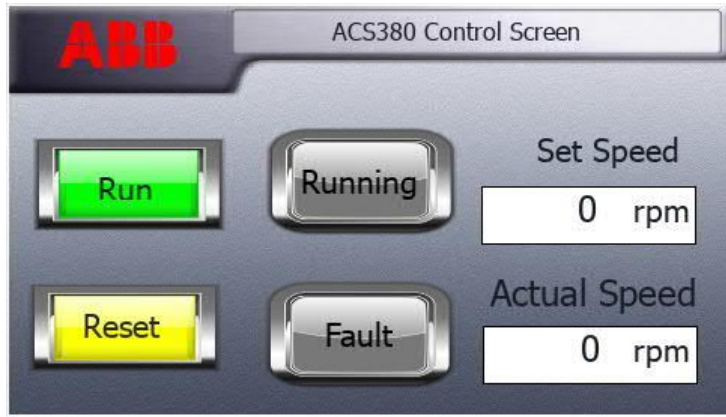 ABB
ACS380 Control Screen
Run
Running
Set Speed
0 rpm
Reset
Fault
Actual Speed
0 rpm